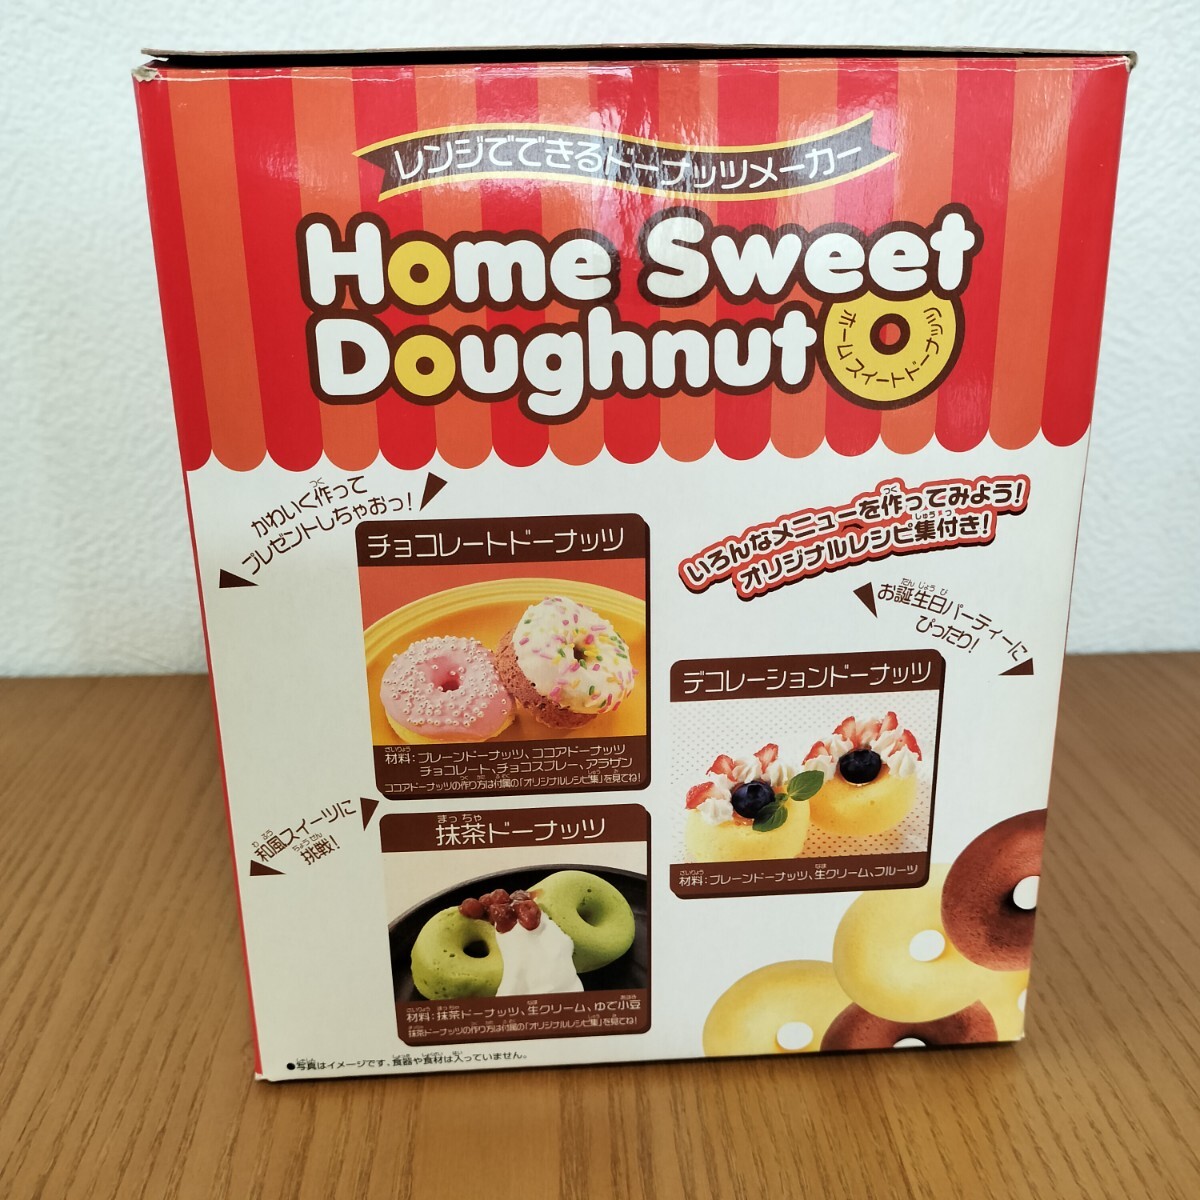 レンジでできるドーナッツメーカー
Home Sweet
Doughnut
ホームスイートドーナッツ
かわいく作って
プレゼントしちゃおっ!
チョコレートドーナッツ
材料:プレーンドーナッツ、ココアドーナッツ
チョコレート、チョコスプレー、アラザン
ココアドーナッツの作り方は付属の「オリジナルレシピ集」を見てね!
いろんなメニューを作ってみよう!
オリジナルレシピ集付き!
お誕生日パーティーに
ぴったり!
デコレーションドーナッツ
材料:プレーンドーナッツ、生クリーム、フルーツ
和風スイーツに
挑戦!
抹茶ドーナッツ
材料:抹茶ドーナッツ、生クリーム、ゆで小豆
抹茶ドーナッツの作り方は付属の「オリジナルレシピ集」を見てね!
●写真はイメージです。食器や食材は入っていません。